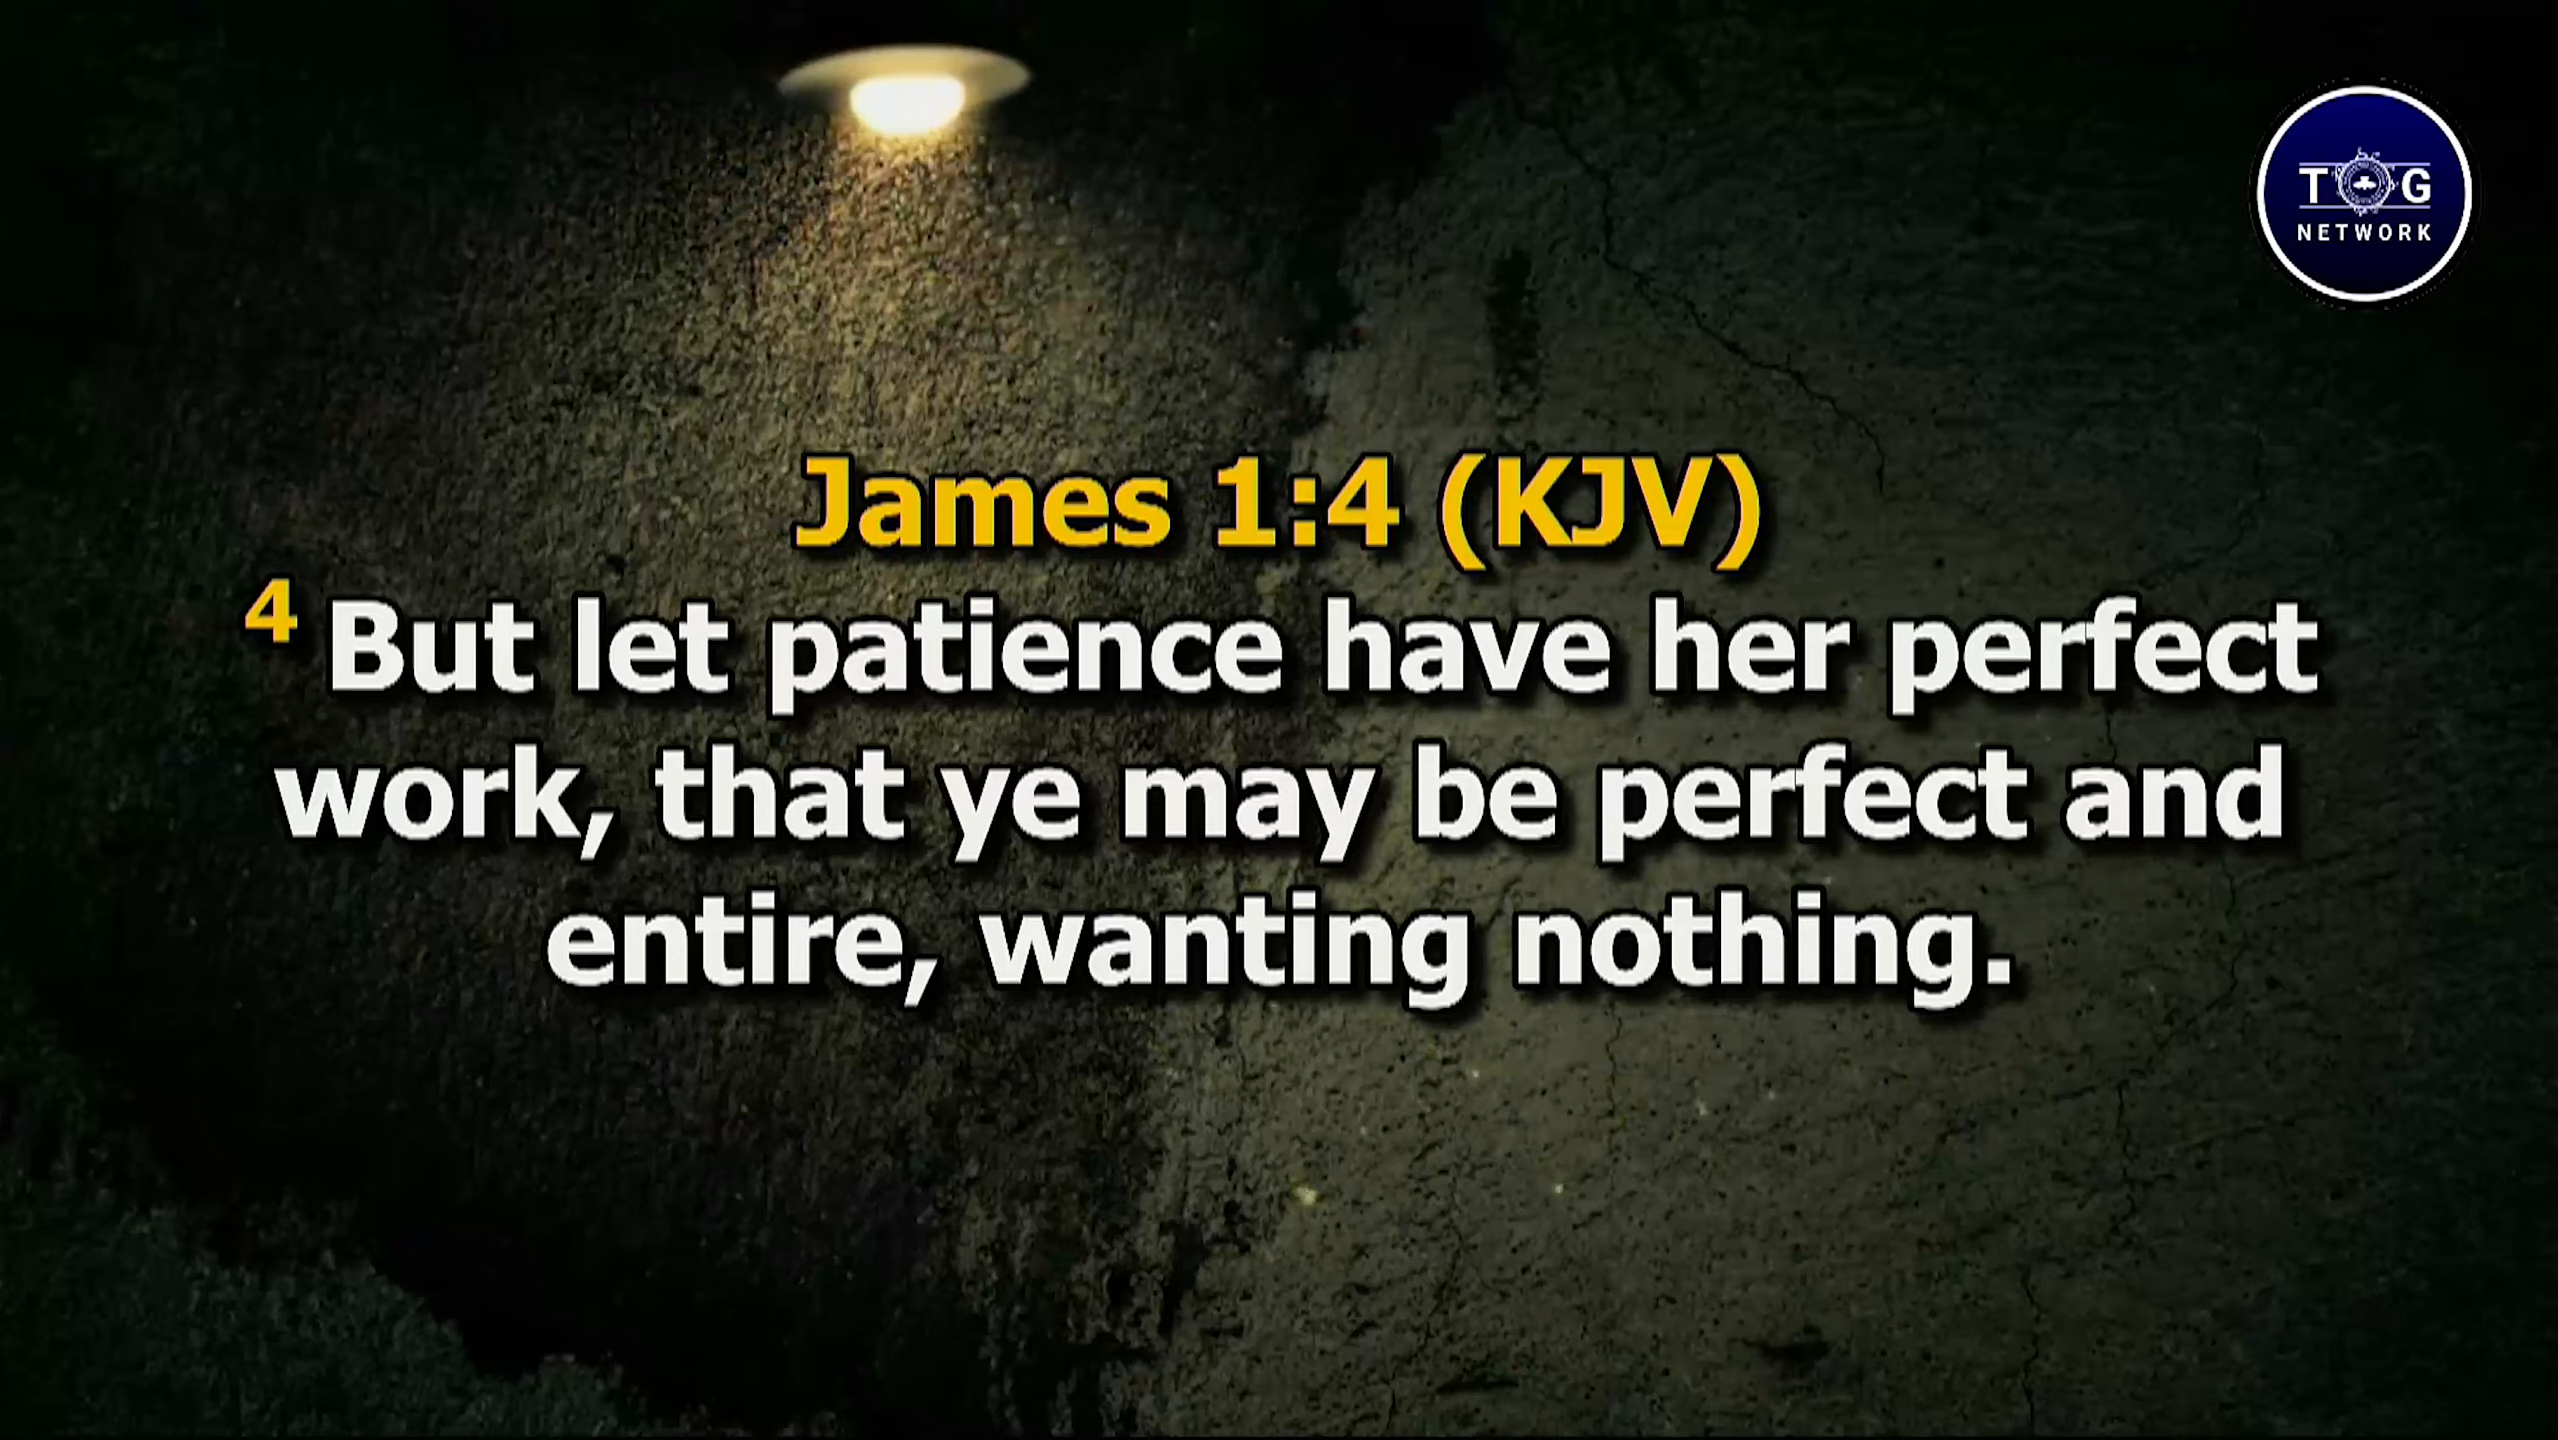 T G
NETWORK
James 1:4 (KJV)
4 But let patience have her perfect
work, that ye may be perfect and
entire, wanting nothing.